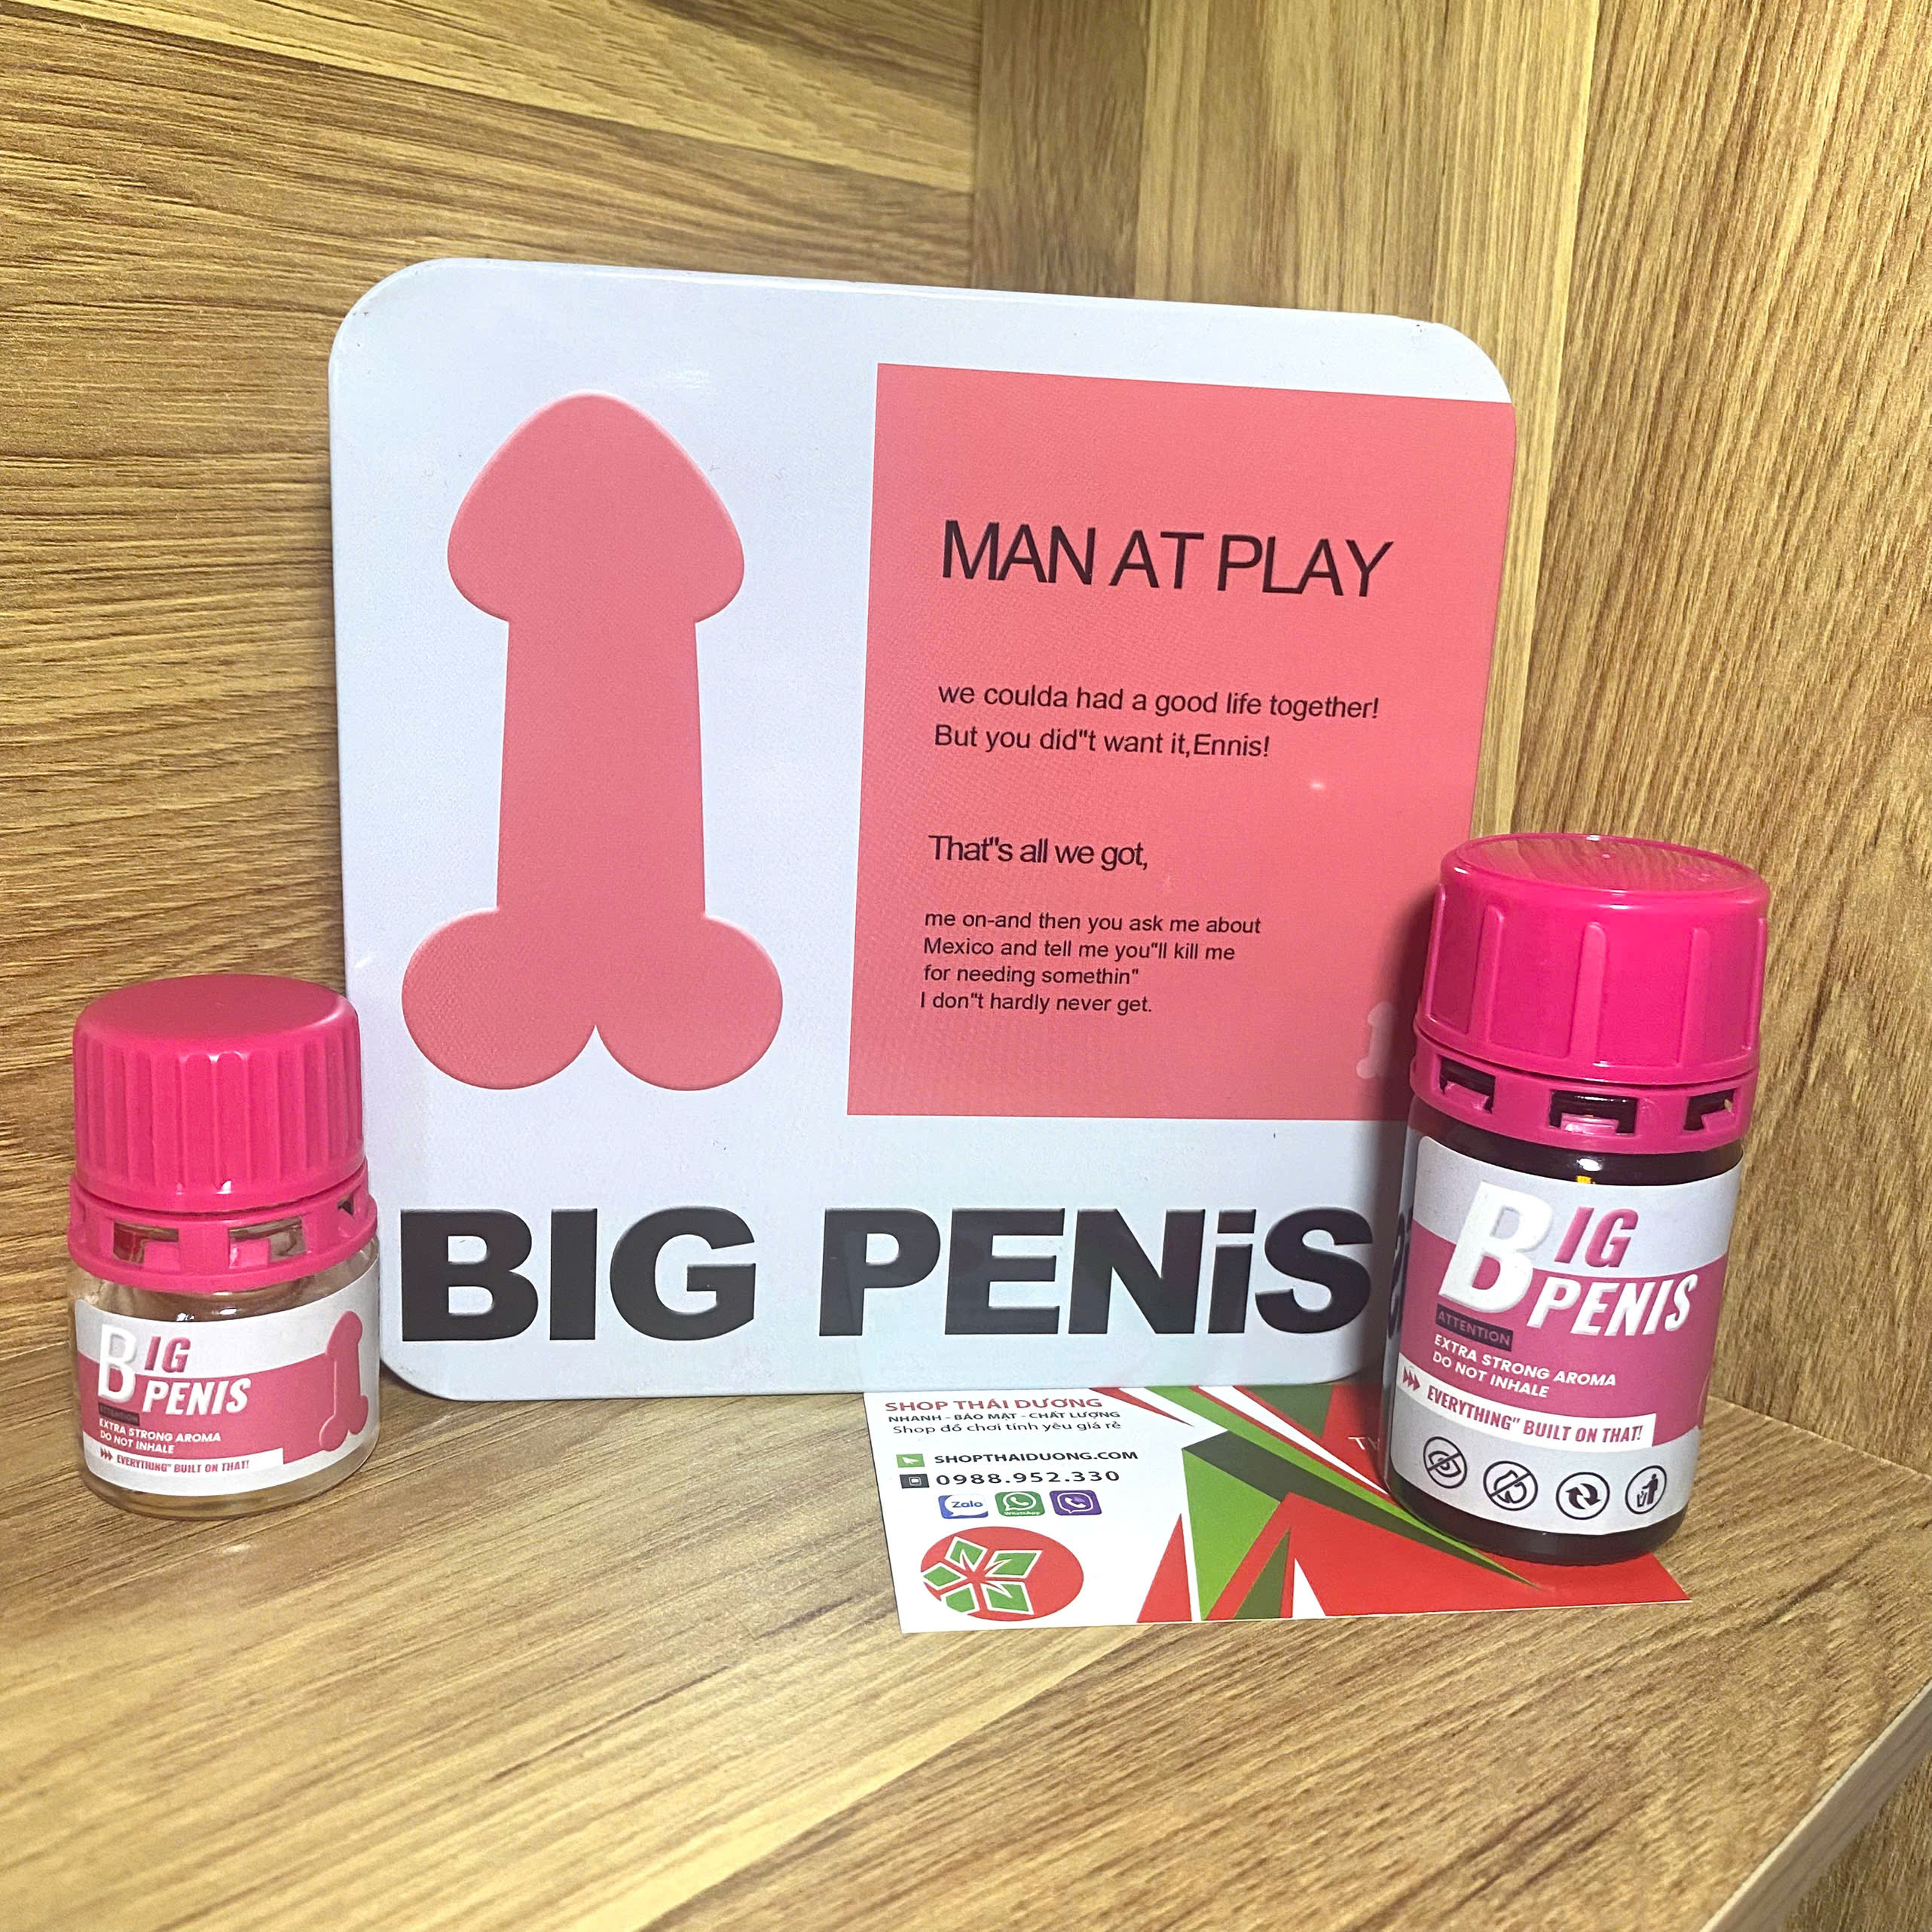 MAN AT PLAY
we coulda had a good life together!
But you did"t want it,Ennis!
That"s all we got,
me on-and then you ask me about
Mexico and tell me you"ll kill me
for needing somethin"
I don"t hardly never get.
BIG PENiS
BIG
PENIS
ATTENTION
EXTRA STRONG AROMA
DO NOT INHALE
EVERYTHING" BUILT ON THAT!
BIG
PENIS
ATTENTION
EXTRA STRONG AROMA
DO NOT INHALE
EVERYTHING" BUILT ON THAT!
SHOP THÁI DƯƠNG
NHANH - BẢO MẬT - CHẤT LƯỢNG
Shop đồ chơi tình yêu giá rẻ
SHOPTHAIDUONG.COM
0988.952.330
Zalo
WhatsApp